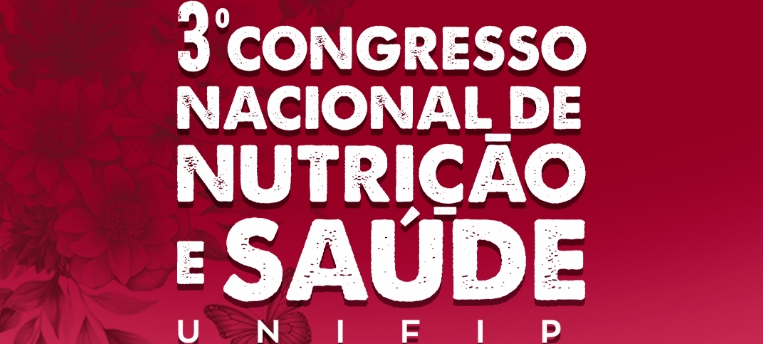 3º CONGRESSO
NACIONAL DE
NUTRIÇÃO
E SAÚDE
UNIFIP